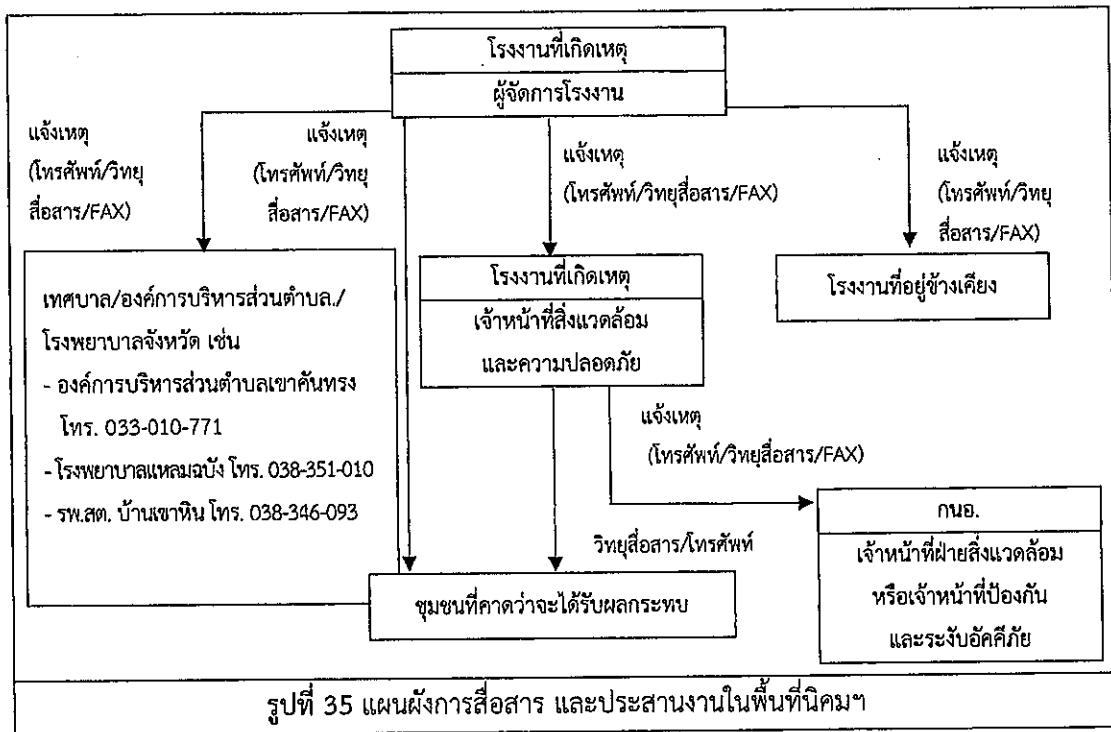 โรงงานที่เกิดเหตุ
ผู้จัดการโรงงาน
แจ้งเหตุ
(โทรศัพท์/วิทยุ
สื่อสาร/FAX)
แจ้งเหตุ
(โทรศัพท์/วิทยุ
สื่อสาร/FAX)
แจ้งเหตุ
(โทรศัพท์/วิทยุสื่อสาร/FAX)
แจ้งเหตุ
(โทรศัพท์/วิทยุ
สื่อสาร/FAX)
เทศบาล/องค์การบริหารส่วนตำบล./
โรงพยาบาลจังหวัด เช่น
- องค์การบริหารส่วนตำบลเขาคันทรง
โทร. 033-010-771
- โรงพยาบาลแหลมฉบัง โทร. 038-351-010
- รพ.สต. บ้านเขาหิน โทร. 038-346-093
โรงงานที่เกิดเหตุ
เจ้าหน้าที่สิ่งแวดล้อม
และความปลอดภัย
โรงงานที่อยู่ข้างเคียง
แจ้งเหตุ
(โทรศัพท์/วิทยุสื่อสาร/FAX)
วิทยุสื่อสาร/โทรศัพท์
ชุมชนที่คาดว่าจะได้รับผลกระทบ
กนอ.
เจ้าหน้าที่ฝ่ายสิ่งแวดล้อม
หรือเจ้าหน้าที่ป้องกัน
และระงับอัคคีภัย
รูปที่ 35 แผนผังการสื่อสาร และประสานงานในพื้นที่นิคมฯ